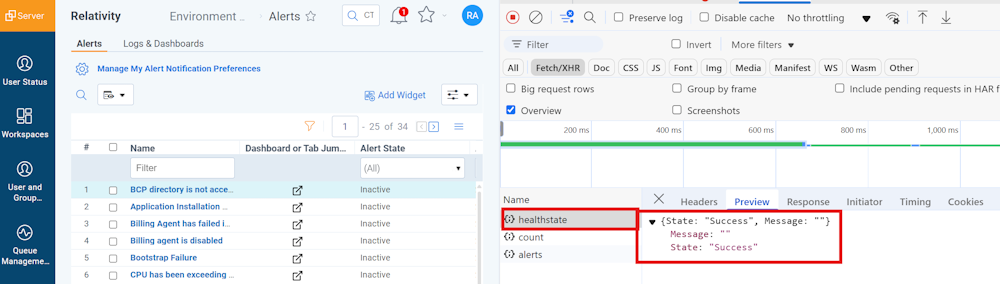 Server
Relativity
Environment ...
Alerts
CT
1
RA
User Status
Workspaces
User and
Group...
Queue
Manageme...
Alerts
Logs & Dashboards
Manage My Alert Notification Preferences
Add Widget
1 - 25 of 34
# Name Dashboard or Tab Jum... Alert State
Filter (All)
1 BCP directory is not acce... Inactive
2 Application Installation ... Inactive
3 Billing Agent has failed i... Inactive
4 Billing agent is disabled Inactive
5 Bootstrap Failure Inactive
6 CPU has been exceeding ... Inactive
Preserve log Disable cache No throttling
Filter Invert More filters
All Fetch/XHR Doc CSS JS Font Img Media Manifest WS Wasm Other
Big request rows Group by frame Include pending requests in HAR f
Overview Screenshots
200 ms 400 ms 600 ms 800 ms 1,000 ms
Name
healthstate
count
alerts
Headers Preview Response Initiator Timing Cookies
{State: "Success", Message: ""}
Message: ""
State: "Success"